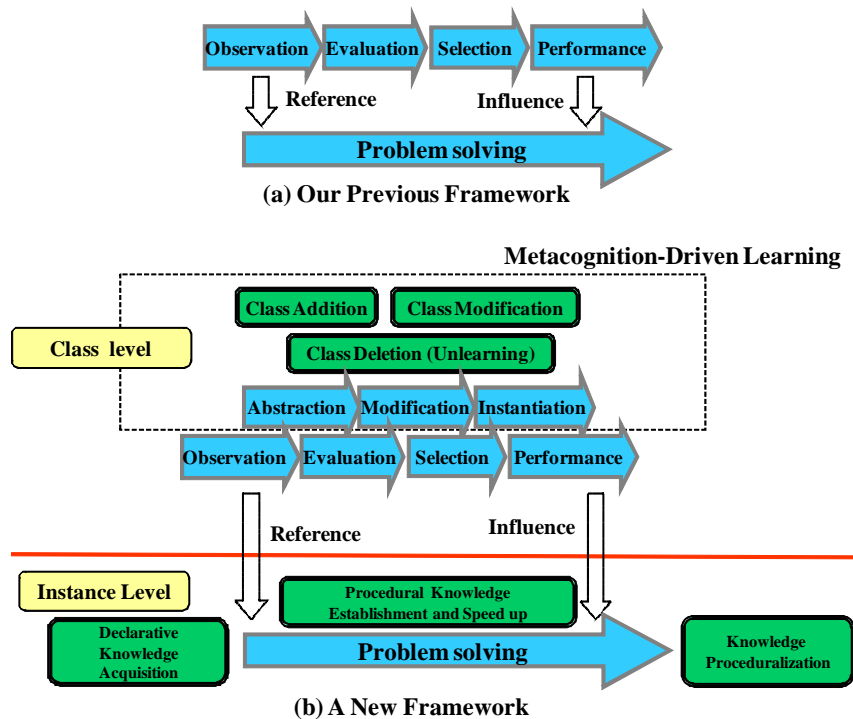 Observation Evaluation Selection Performance
Reference Influence
Problem solving
(a) Our Previous Framework
Metacognition-Driven Learning
Class Addition Class Modification
Class level
Class Deletion (Unlearning)
Abstraction Modification Instantiation
Observation Evaluation Selection Performance
Reference Influence
Instance Level
Procedural Knowledge
Establishment and Speed up
Declarative
Knowledge
Acquisition
Problem solving
Knowledge
Proceduralization
(b) A New Framework